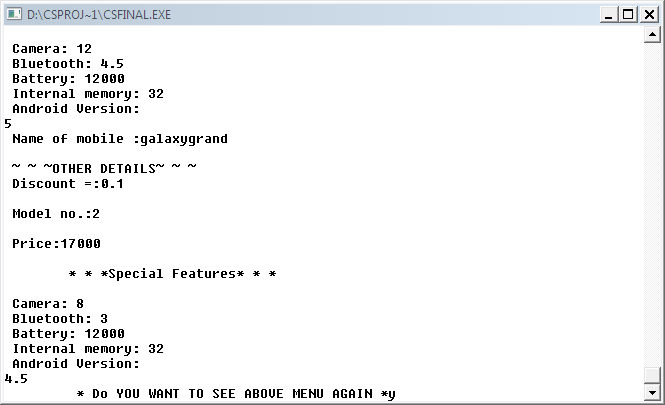 D:\CSPROJ~1\CSFINAL.EXE
Camera: 12
Bluetooth: 4.5
Battery: 12000
Internal memory: 32
Android Version:
5
Name of mobile :galaxygrand
~ ~ ~OTHER DETAILS~ ~ ~
Discount =:0.1
Model no.:2
Price:17000
* * *Special Features* * *
Camera: 8
Bluetooth: 3
Battery: 12000
Internal memory: 32
Android Version:
4.5
* Do YOU WANT TO SEE ABOVE MENU AGAIN *y